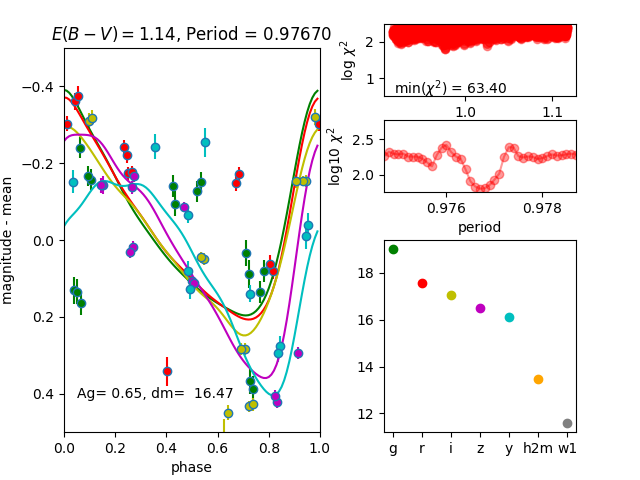 E(B − V) = 1.14, Period = 0.97670
magnitude - mean
−0.4
−0.2
0.0
0.2
0.4
Ag= 0.65, dm=  16.47
0.0 0.2 0.4 0.6 0.8 1.0
phase
log χ²
2
1
min(χ²) = 63.40
1.0 1.1
log10 χ²
2.5
2.0
0.976 0.978
period
18
16
14
12
g r i z y h2m w1